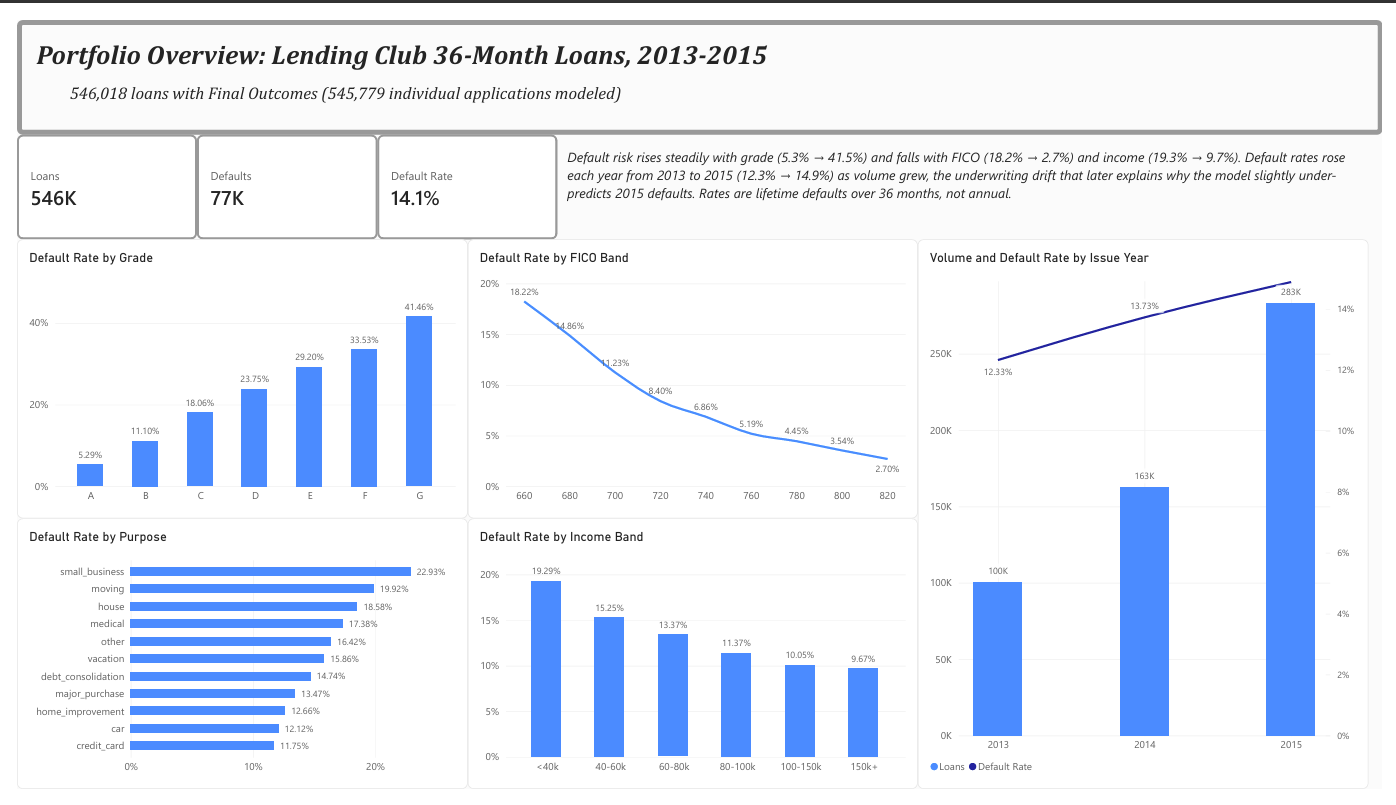 Portfolio Overview: Lending Club 36-Month Loans, 2013-2015
546,018 loans with Final Outcomes (545,779 individual applications modeled)
Loans
546K
Defaults
77K
Default Rate
14.1%
Default risk rises steadily with grade (5.3% → 41.5%) and falls with FICO (18.2% → 2.7%) and income (19.3% → 9.7%). Default rates rose
each year from 2013 to 2015 (12.3% → 14.9%) as volume grew, the underwriting drift that later explains why the model slightly under-
predicts 2015 defaults. Rates are lifetime defaults over 36 months, not annual.
Default Rate by Grade
41.46%
40%
33.53%
29.20%
23.75%
20%
18.06%
11.10%
5.29%
0%
A B C D E F G
Default Rate by FICO Band
20%
18.22%
15%
14.86%
11.23%
10%
8.40%
6.86%
5%
5.19%
4.45%
3.54%
2.70%
0%
660 680 700 720 740 760 780 800 820
Volume and Default Rate by Issue Year
283K
13.73%
14%
250K
12.33%
12%
200K
10%
163K
150K
8%
6%
100K
100K
4%
50K
2%
0K
0%
2013 2014 2015
Loans Default Rate
Default Rate by Purpose
small_business 22.93%
moving 19.92%
house 18.58%
medical 17.38%
other 16.42%
vacation 15.86%
debt_consolidation 14.74%
major_purchase 13.47%
home_improvement 12.66%
car 12.12%
credit_card 11.75%
0% 10% 20%
Default Rate by Income Band
20%
19.29%
15%
15.25%
13.37%
11.37%
10%
10.05%
9.67%
5%
0%
<40k 40-60k 60-80k 80-100k 100-150k 150k+